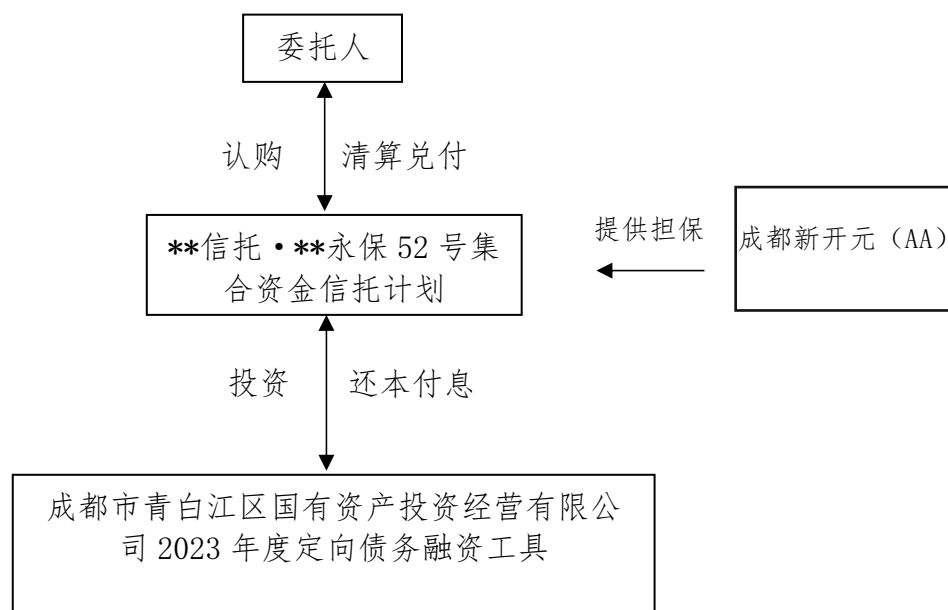 委托人
认购 清算兑付
**信托·**永保 52 号集
合资金信托计划
提供担保
成都新开元（AA）
投资 还本付息
成都市青白江区国有资产投资经营有限公
司 2023 年度定向债务融资工具